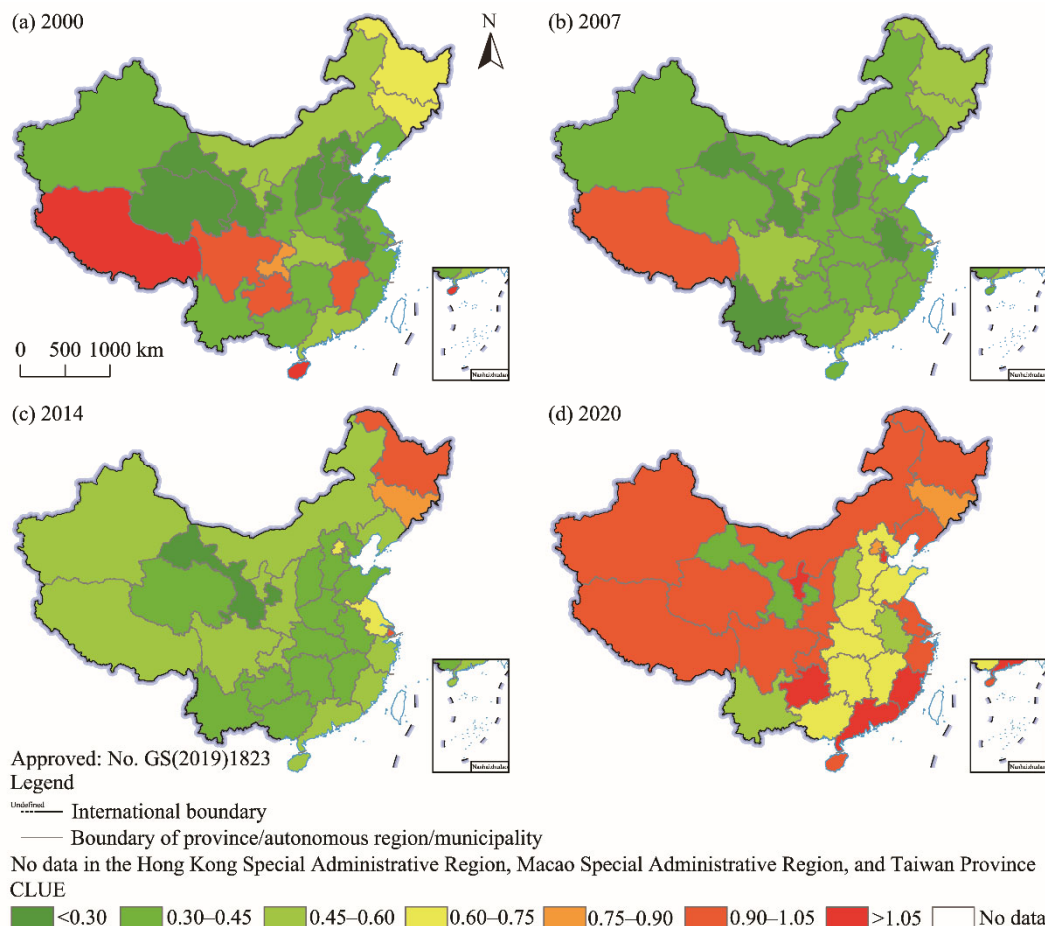 (a) 2000
N
(b) 2007
0 500 1000 km
(c) 2014
(d) 2020
Approved: No. GS(2019)1823
Legend
Undefined
International boundary
Boundary of province/autonomous region/municipality
No data in the Hong Kong Special Administrative Region, Macao Special Administrative Region, and Taiwan Province
CLUE
<0.30 0.30–0.45 0.45–0.60 0.60–0.75 0.75–0.90 0.90–1.05 >1.05 No data